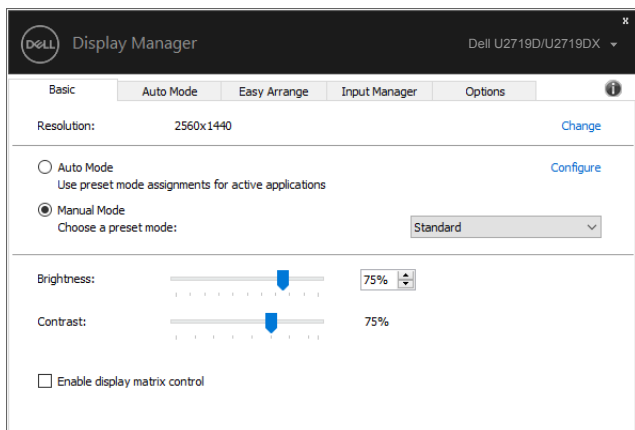 x
DELL Display Manager Dell U2719D/U2719DX
Basic Auto Mode Easy Arrange Input Manager Options i
Resolution: 2560x1440 Change
Auto Mode Configure
Use preset mode assignments for active applications
Manual Mode
Choose a preset mode: Standard
Brightness: 75%
Contrast: 75%
Enable display matrix control